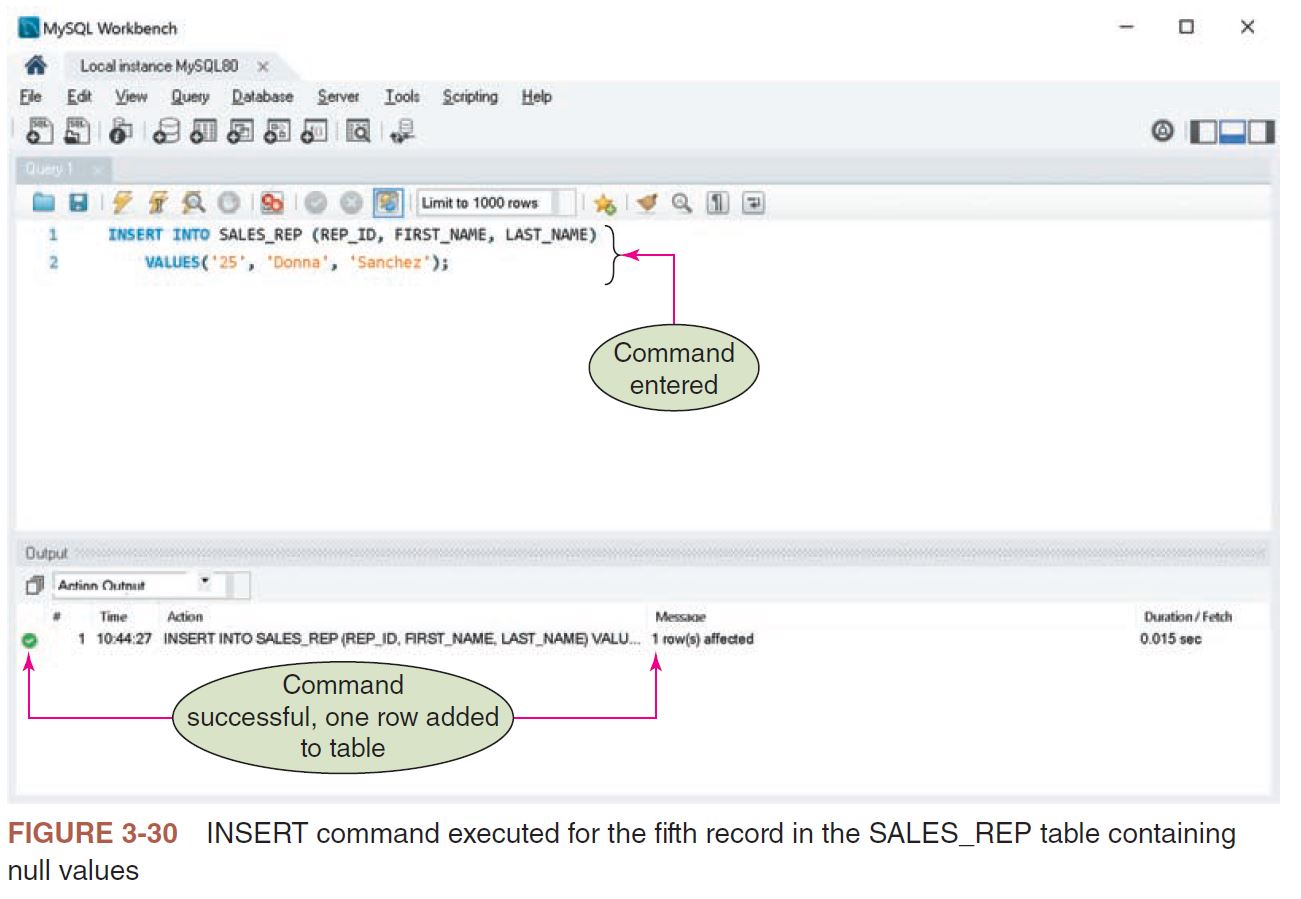 MySQL Workbench
Local instance MySQL80
File Edit View Query Database Server Tools Scripting Help
Query 1
Limit to 1000 rows
1 INSERT INTO SALES_REP (REP_ID, FIRST_NAME, LAST_NAME)
2 VALUES('25', 'Donna', 'Sanchez');
Command
entered
Output
Action Output
# Time Action Message Duration / Fetch
1 10:44:27 INSERT INTO SALES_REP (REP_ID, FIRST_NAME, LAST_NAME) VALU... 1 row(s) affected 0.015 sec
Command
successful, one row added
to table
FIGURE 3-30 INSERT command executed for the fifth record in the SALES_REP table containing
null values